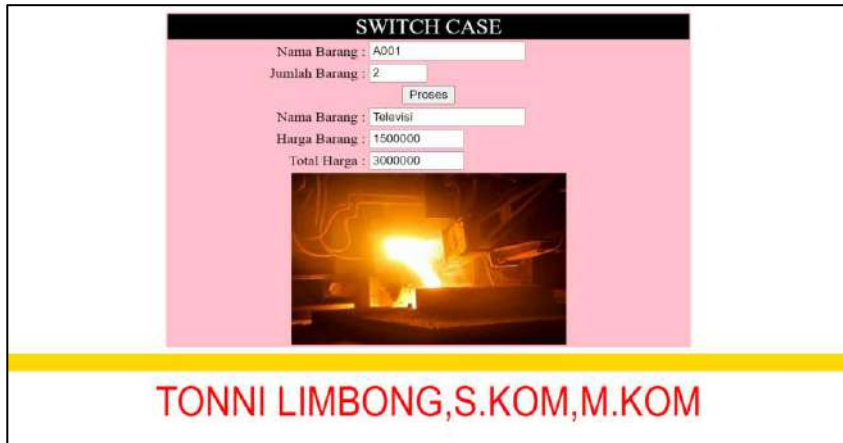 SWITCH CASE
Nama Barang : A001
Jumlah Barang : 2
Proses
Nama Barang : Televisi
Harga Barang : 1500000
Total Harga : 3000000
TONNI LIMBONG,S.KOM,M.KOM